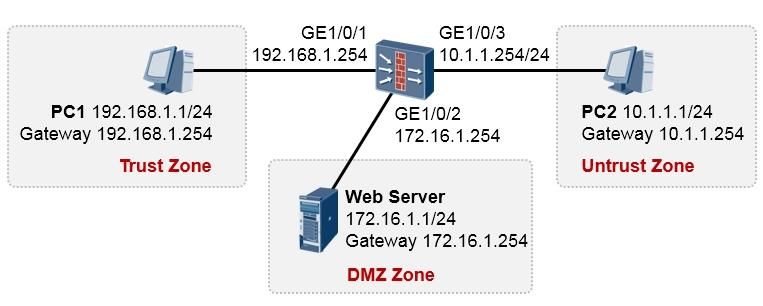 GE1/0/1
192.168.1.254
GE1/0/3
10.1.1.254/24
PC1 192.168.1.1/24
Gateway 192.168.1.254
Trust Zone
GE1/0/2
172.16.1.254
PC2 10.1.1.1/24
Gateway 10.1.1.254
Untrust Zone
Web Server
172.16.1.1/24
Gateway 172.16.1.254
DMZ Zone